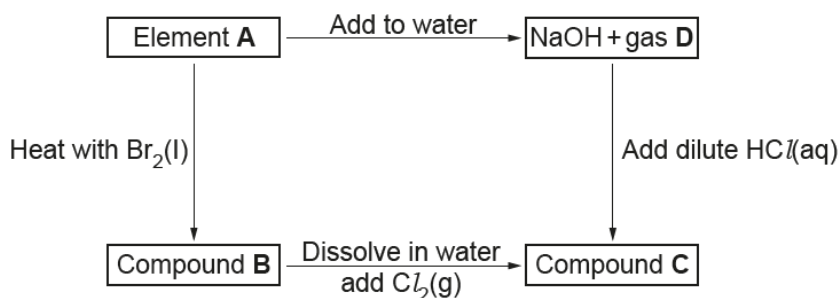 Element A
Add to water
NaOH + gas D
Heat with Br₂(l)
Add dilute HCl(aq)
Compound B
Dissolve in water
add Cl₂(g)
Compound C